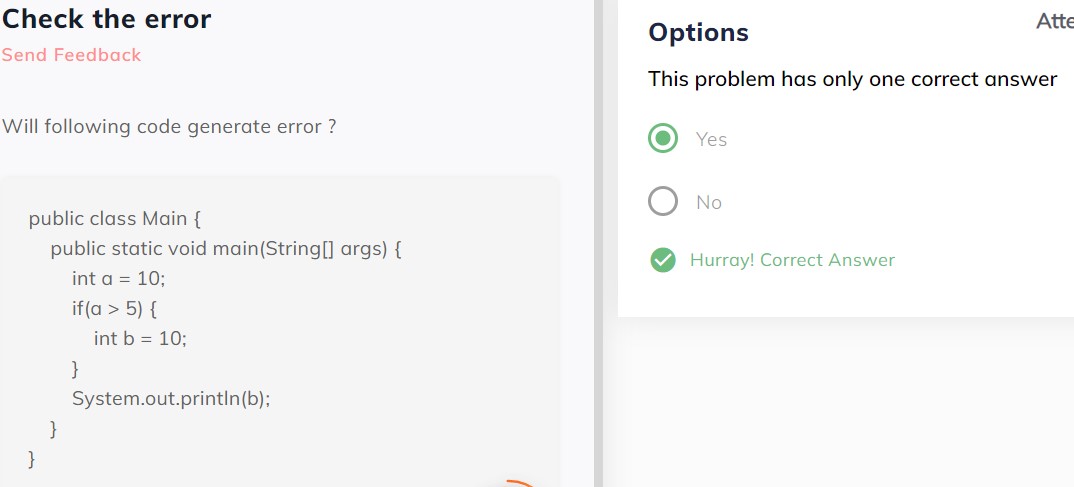 Check the error
Send Feedback
Will following code generate error ?
public class Main {
public static void main(String[] args) {
int a = 10;
if(a > 5) {
int b = 10;
}
System.out.println(b);
}
}
Options
Atte
This problem has only one correct answer
Yes
No
Hurray! Correct Answer